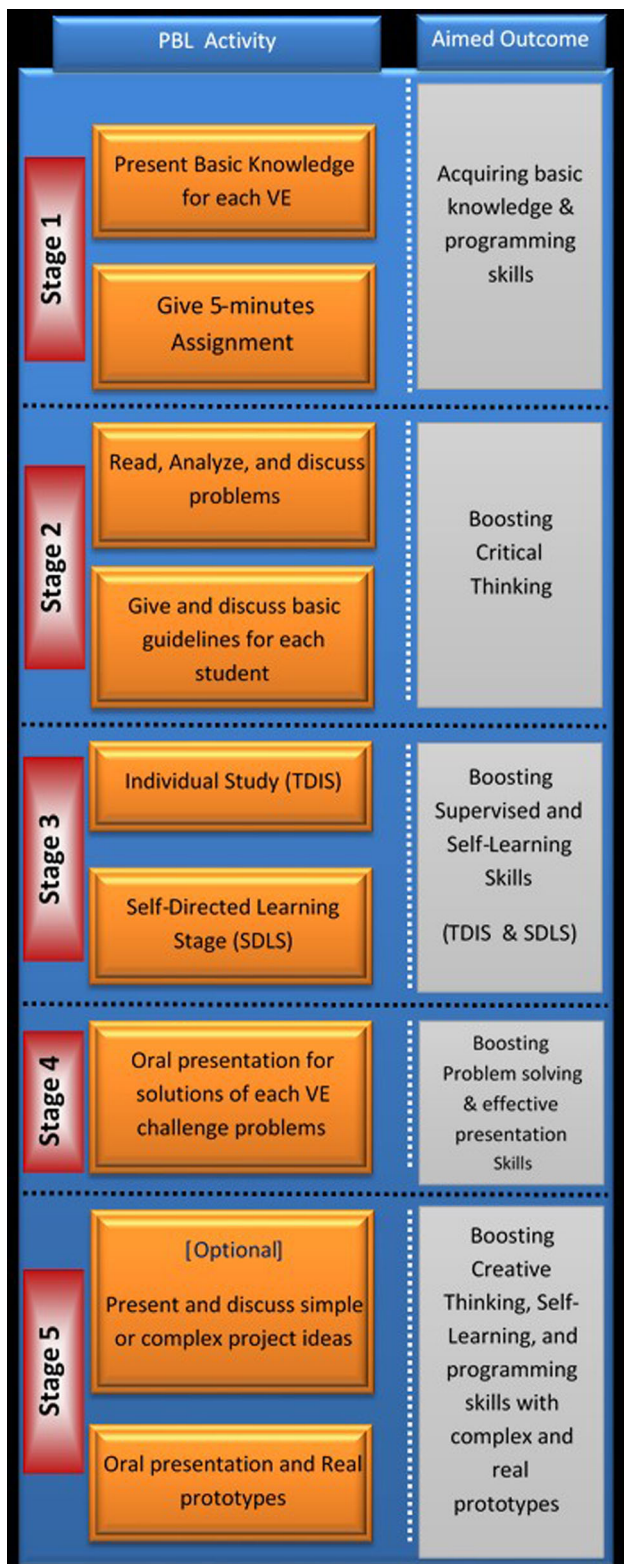 PBL Activity
Aimed Outcome
Stage 1
Present Basic Knowledge
for each VE
Give 5-minutes
Assignment
Acquiring basic
knowledge &
programming
skills
Stage 2
Read, Analyze, and discuss
problems
Give and discuss basic
guidelines for each
student
Boosting
Critical
Thinking
Stage 3
Individual Study (TDIS)
Self-Directed Learning
Stage (SDLS)
Boosting
Supervised and
Self-Learning
Skills
(TDIS & SDLS)
Stage 4
Oral presentation for
solutions of each VE
challenge problems
Boosting
Problem solving
& effective
presentation
Skills
Stage 5
[Optional]
Present and discuss simple
or complex project ideas
Oral presentation and Real
prototypes
Boosting
Creative
Thinking, Self-
Learning, and
programming
skills with
complex and
real
prototypes